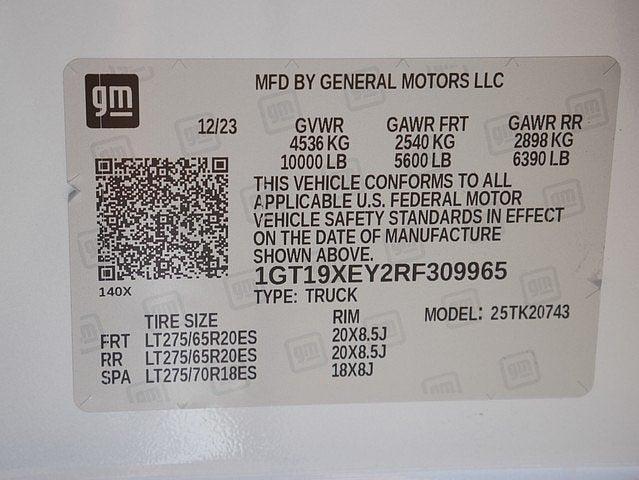 gm
MFD BY GENERAL MOTORS LLC
12/23 GVWR GAWR FRT GAWR RR
4536 KG 2540 KG 2898 KG
10000 LB 5600 LB 6390 LB
THIS VEHICLE CONFORMS TO ALL
APPLICABLE U.S. FEDERAL MOTOR
VEHICLE SAFETY STANDARDS IN EFFECT
ON THE DATE OF MANUFACTURE
SHOWN ABOVE.
1GT19XEY2RF309965
140X
TYPE: TRUCK
TIRE SIZE RIM MODEL: 25TK20743
FRT LT275/65R20ES 20X8.5J
RR LT275/65R20ES 20X8.5J
SPA LT275/70R18ES 18X8J